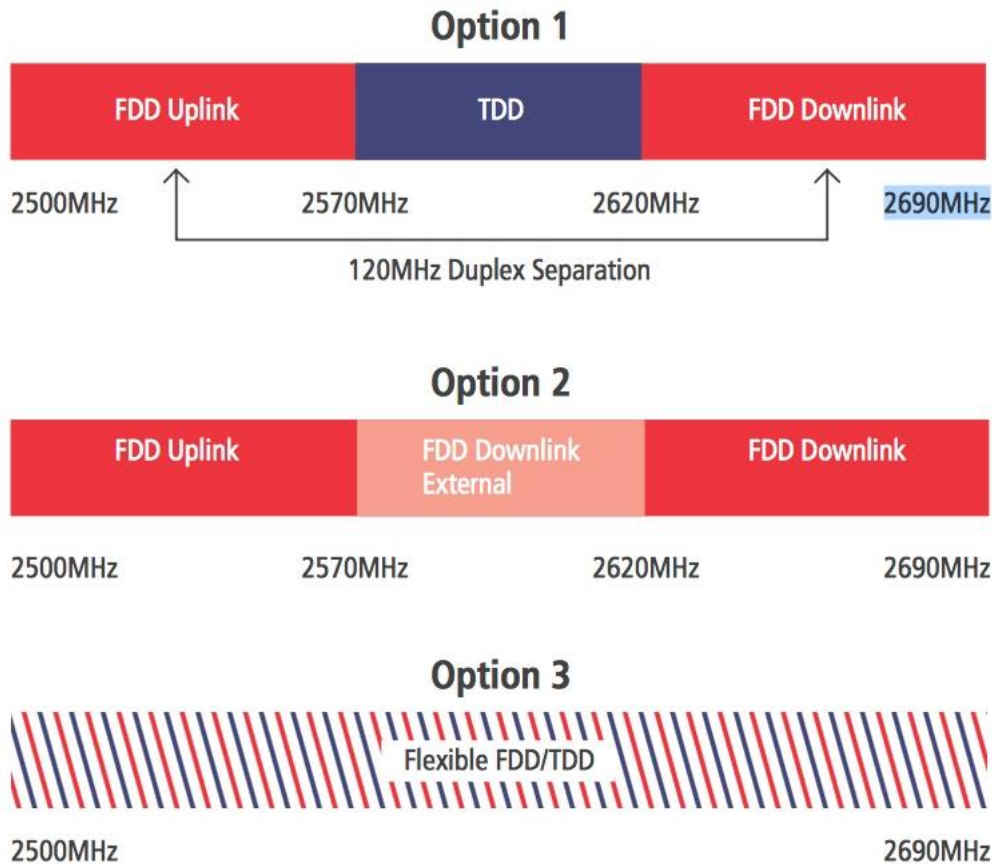 Option 1
FDD Uplink TDD FDD Downlink
2500MHz 2570MHz 2620MHz 2690MHz
120MHz Duplex Separation
Option 2
FDD Uplink FDD Downlink External FDD Downlink
2500MHz 2570MHz 2620MHz 2690MHz
Option 3
Flexible FDD/TDD
2500MHz 2690MHz